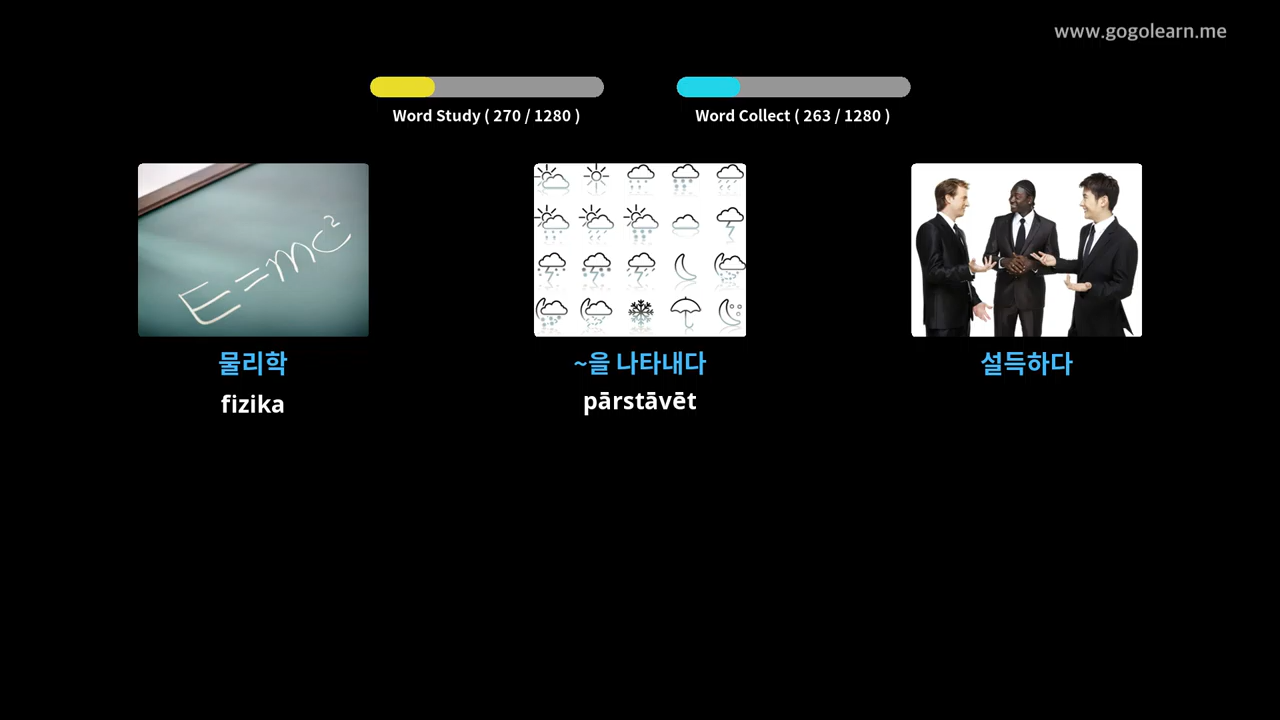 www.gogolearn.me
Word Study ( 270 / 1280 )
Word Collect ( 263 / 1280 )
E=mc²
물리학
~을 나타내다
설득하다
fizika
pārstāvēt